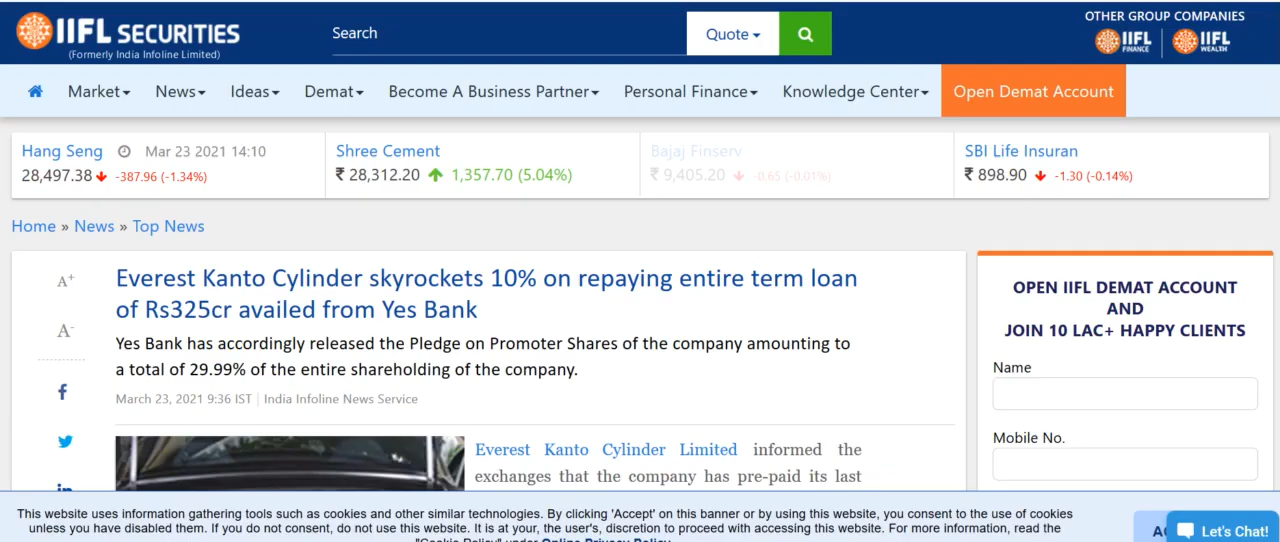 IIFL SECURITIES
(Formerly India Infoline Limited)
Search
Quote
OTHER GROUP COMPANIES
IIFL FINANCE
IIFL WEALTH
Market
News
Ideas
Demat
Become A Business Partner
Personal Finance
Knowledge Center
Open Demat Account
Hang Seng Mar 23 2021 14:10
28,497.38 -387.96 (-1.34%)
Shree Cement
₹ 28,312.20 1,357.70 (5.04%)
Bajaj Finserv
₹ 9,405.20 -0.65 (-0.01%)
SBI Life Insuran
₹ 898.90 -1.30 (-0.14%)
Home » News » Top News
A+
A-
Everest Kanto Cylinder skyrockets 10% on repaying entire term loan
of Rs325cr availed from Yes Bank
Yes Bank has accordingly released the Pledge on Promoter Shares of the company amounting to
a total of 29.99% of the entire shareholding of the company.
March 23, 2021 9:36 IST | India Infoline News Service
Everest Kanto Cylinder Limited informed the
exchanges that the company has pre-paid its last
OPEN IIFL DEMAT ACCOUNT
AND
JOIN 10 LAC+ HAPPY CLIENTS
Name
Mobile No.
This website uses information gathering tools such as cookies and other similar technologies. By clicking 'Accept' on this banner or by using this website, you consent to the use of cookies
unless you have disabled them. If you do not consent, do not use this website. It is at your, the user's, discretion to proceed with accessing this website. For more information, read the
"Cookie Policy" under Online Privacy Policy
Let's Chat!